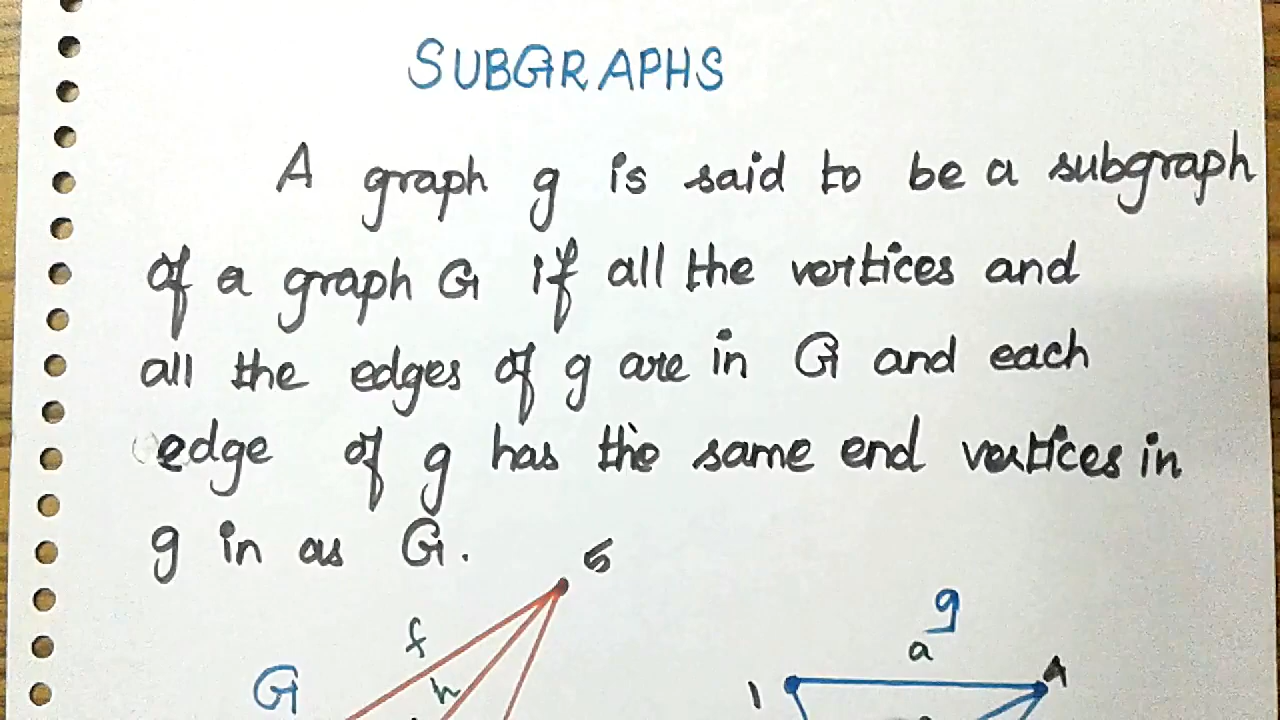 SUBGRAPHS
A graph g is said to be a subgraph
of a graph G if all the vertices and
all the edges of g are in G and each
edge of g has the same end vertices in
g in as G.
5
f
g
a
h
G
1
4